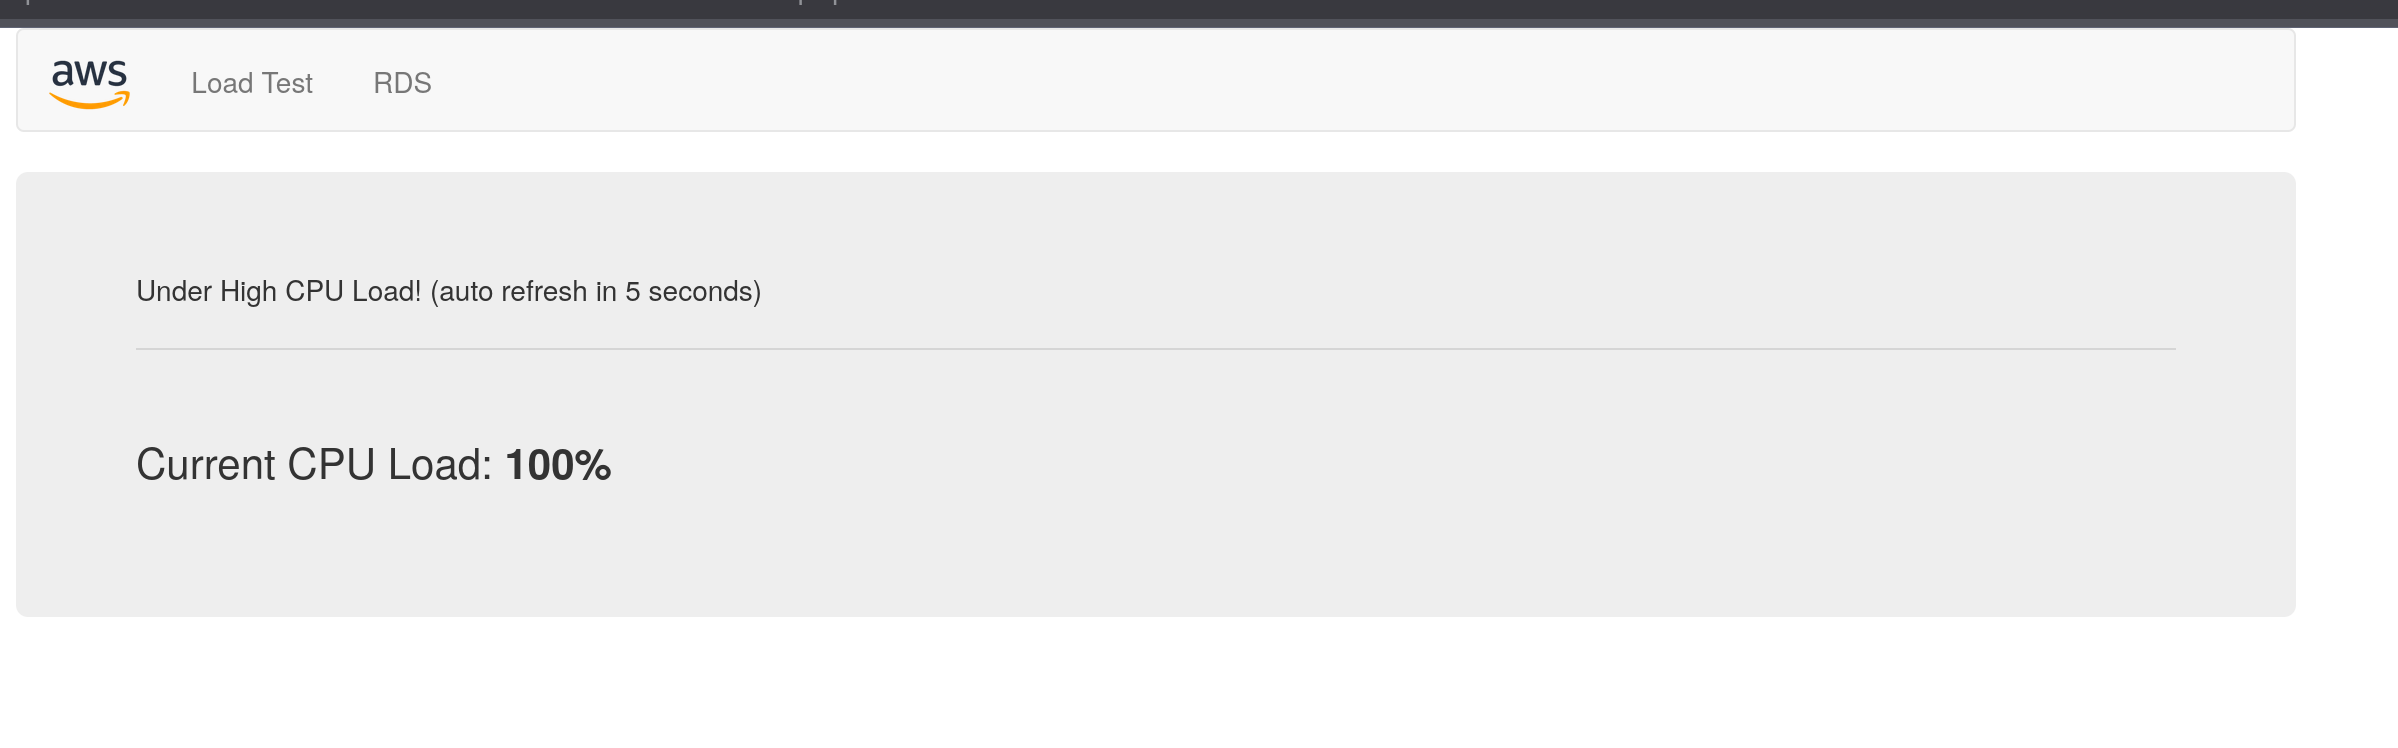 aws Load Test RDS
Under High CPU Load! (auto refresh in 5 seconds)
Current CPU Load: 100%